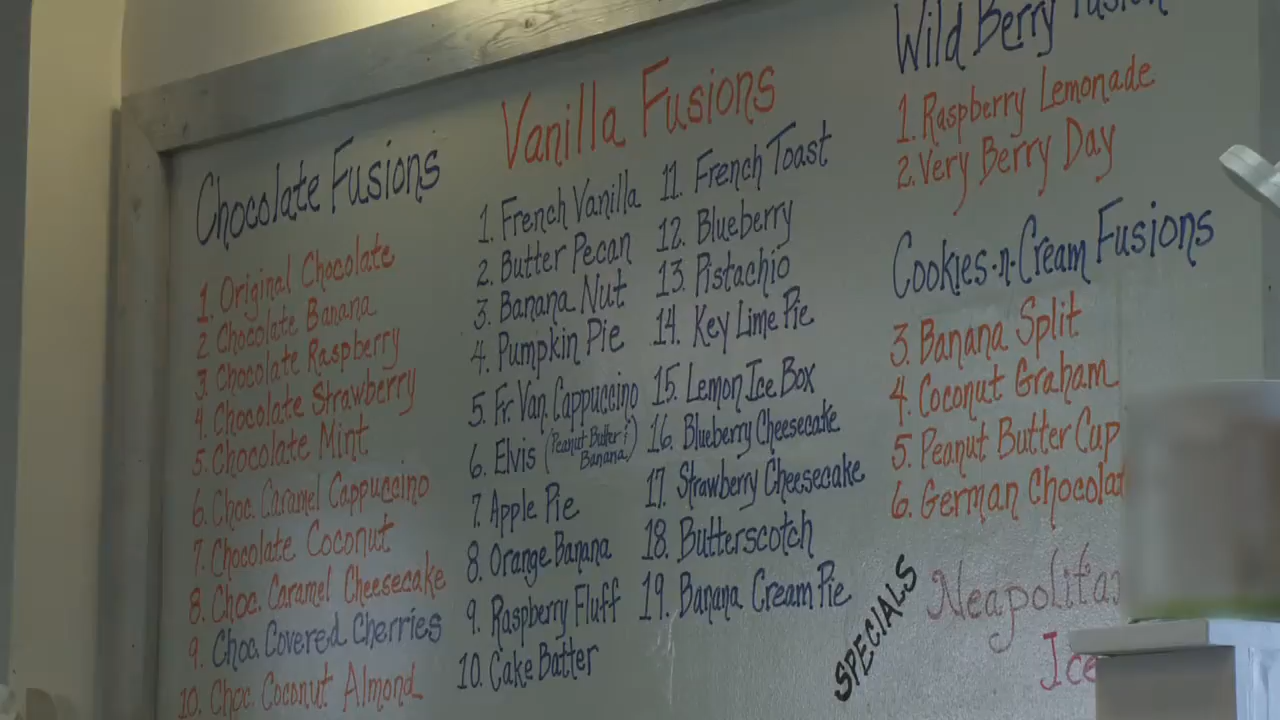 Chocolate Fusions
1. Original Chocolate
2. Chocolate Banana
3. Chocolate Raspberry
4. Chocolate Strawberry
5. Chocolate Mint
6. Choc. Caramel Cappuccino
7. Chocolate Coconut
8. Choc. Caramel Cheesecake
9. Choc. Covered Cherries
10. Choc. Coconut Almond
Vanilla Fusions
1. French Vanilla
2. Butter Pecan
3. Banana Nut
4. Pumpkin Pie
5. Fr. Van. Cappuccino
6. Elvis (Peanut Butter &
Banana)
7. Apple Pie
8. Orange Banana
9. Raspberry Fluff
10. Cake Batter
11. French Toast
12. Blueberry
13. Pistachio
14. Key Lime Pie
15. Lemon Ice Box
16. Blueberry Cheesecake
17. Strawberry Cheesecake
18. Butterscotch
19. Banana Cream Pie
Wild Berry Fusion
1. Raspberry Lemonade
2. Very Berry Day
Cookies-n-Cream Fusions
3. Banana Split
4. Coconut Graham
5. Peanut Butter Cup
6. German Chocolat
SPECIALS
Neapolita
Ice